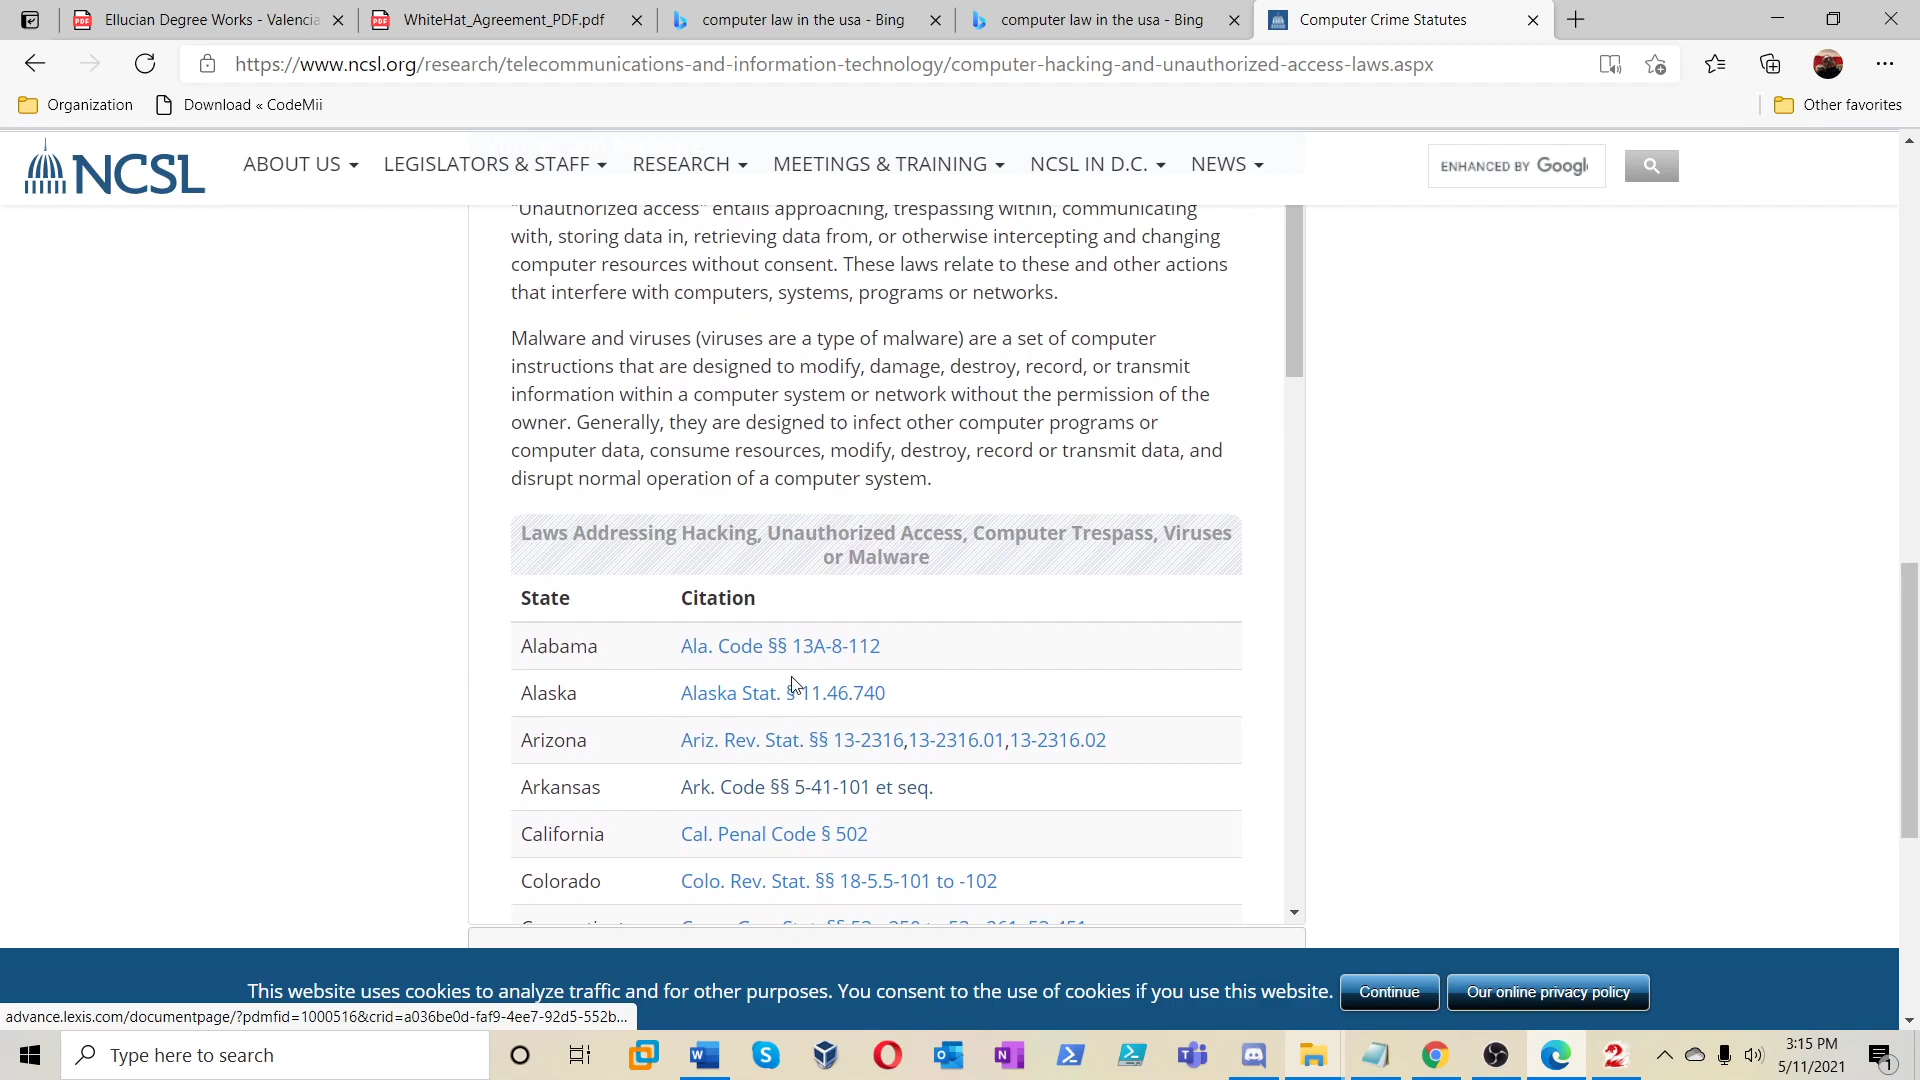 Ellucian Degree Works - Valencia
WhiteHat_Agreement_PDF.pdf
computer law in the usa - Bing
computer law in the usa - Bing
Computer Crime Statutes
https://www.ncsl.org/research/telecommunications-and-information-technology/computer-hacking-and-unauthorized-access-laws.aspx
Organization
Download « CodeMii
Other favorites
NCSL
ABOUT US
LEGISLATORS & STAFF
RESEARCH
MEETINGS & TRAINING
NCSL IN D.C.
NEWS
ENHANCED BY Google
"Unauthorized access" entails approaching, trespassing within, communicating
with, storing data in, retrieving data from, or otherwise intercepting and changing
computer resources without consent. These laws relate to these and other actions
that interfere with computers, systems, programs or networks.
Malware and viruses (viruses are a type of malware) are a set of computer
instructions that are designed to modify, damage, destroy, record, or transmit
information within a computer system or network without the permission of the
owner. Generally, they are designed to infect other computer programs or
computer data, consume resources, modify, destroy, record or transmit data, and
disrupt normal operation of a computer system.
Laws Addressing Hacking, Unauthorized Access, Computer Trespass, Viruses
or Malware
State Citation
Alabama Ala. Code §§ 13A-8-112
Alaska Alaska Stat. § 11.46.740
Arizona Ariz. Rev. Stat. §§ 13-2316,13-2316.01,13-2316.02
Arkansas Ark. Code §§ 5-41-101 et seq.
California Cal. Penal Code § 502
Colorado Colo. Rev. Stat. §§ 18-5.5-101 to -102
This website uses cookies to analyze traffic and for other purposes. You consent to the use of cookies if you use this website.
Continue
Our online privacy policy
advance.lexis.com/documentpage/?pdmfid=1000516&crid=a036be0d-faf9-4ee7-92d5-552b...
Type here to search
3:15 PM
5/11/2021
1